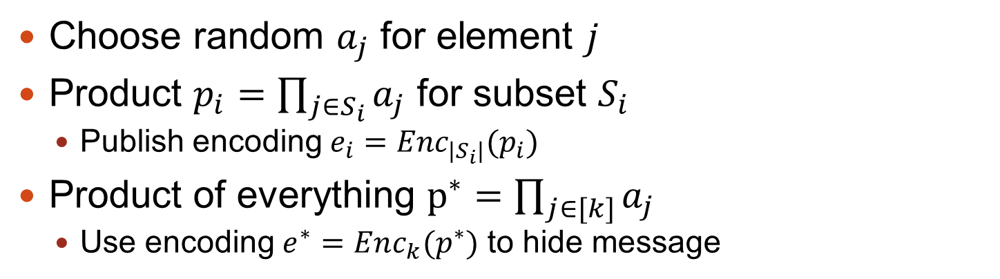 • Choose random $a_j$ for element $j$
• Product $p_i = \prod_{j \in S_i} a_j$ for subset $S_i$
• Publish encoding $e_i = Enc_{|S_i|}(p_i)$
• Product of everything $\mathrm{p}^* = \prod_{j \in [k]} a_j$
• Use encoding $e^* = Enc_k(p^*)$ to hide message